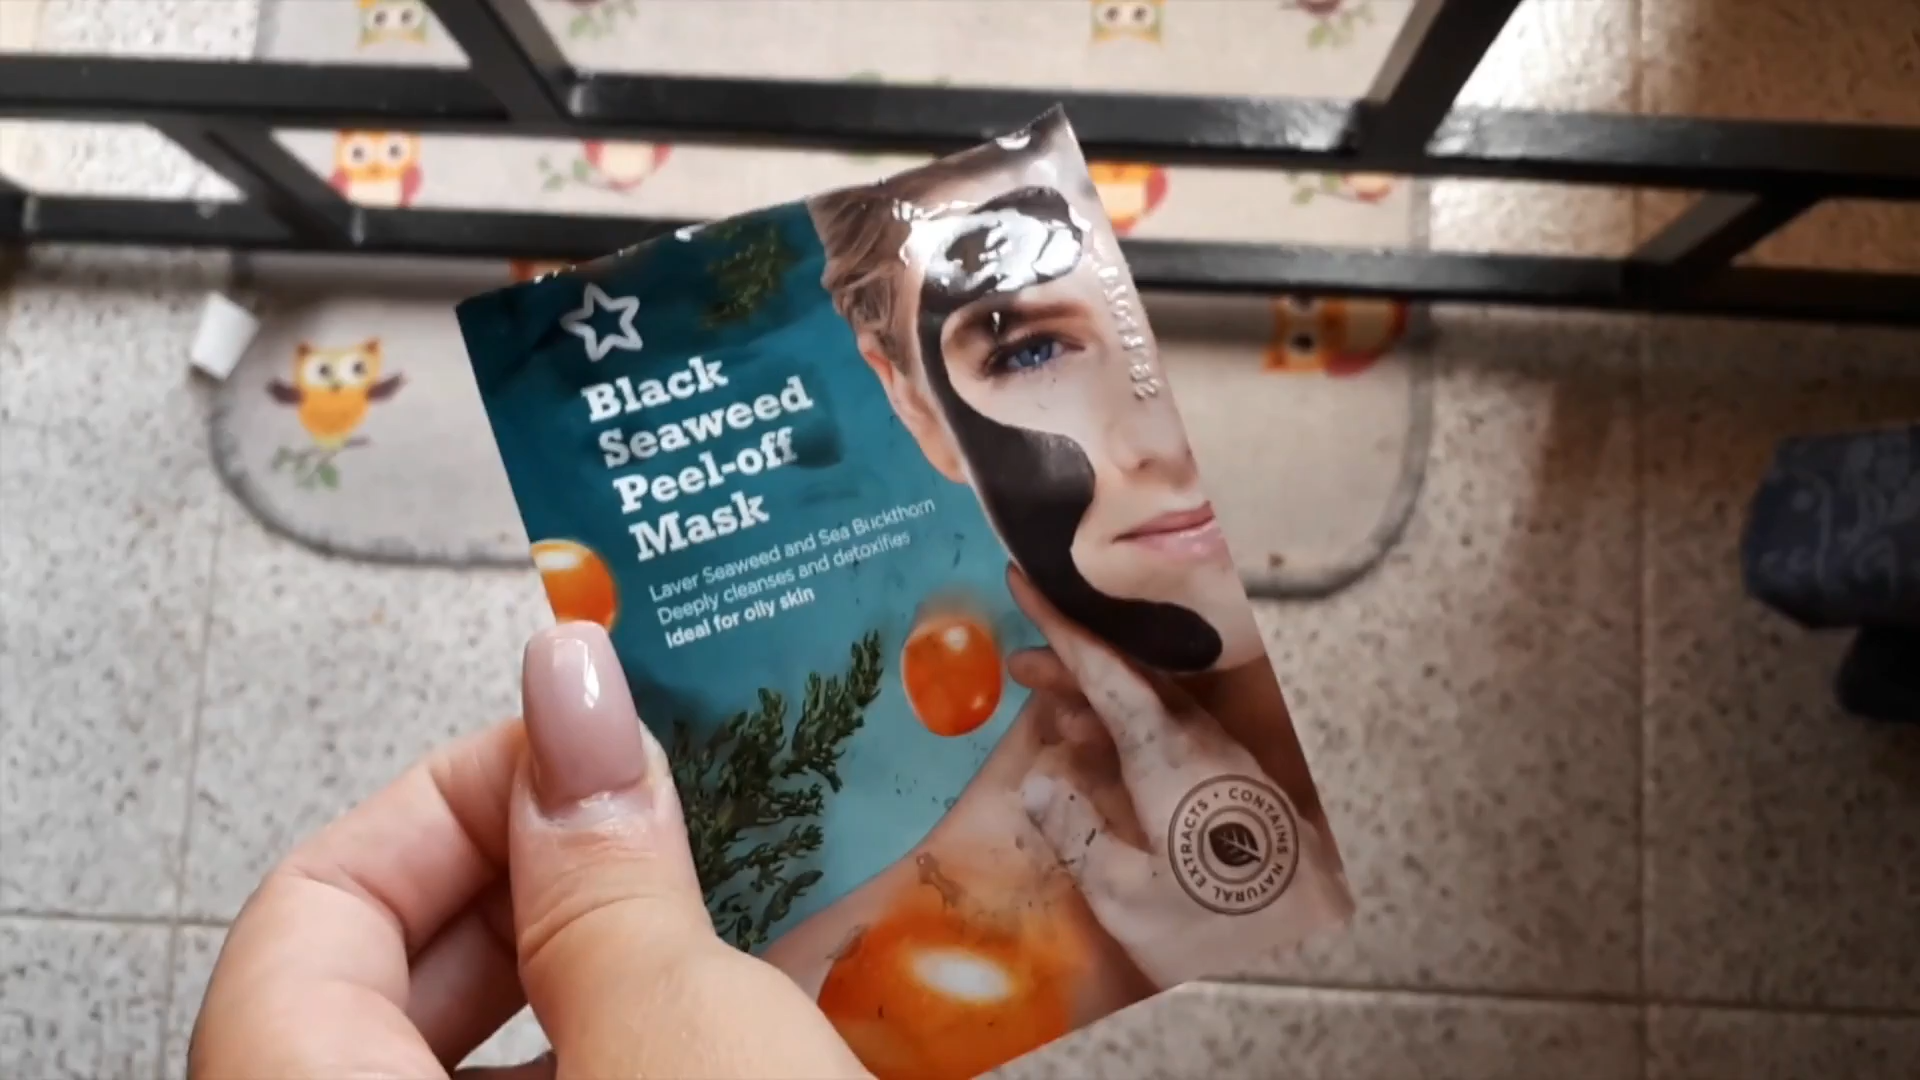 Black
Seaweed
Peel-off
Mask
Laver Seaweed and Sea Buckthorn
Deeply cleanses and detoxifies
Ideal for oily skin
CONTAINS NATURAL EXTRACTS